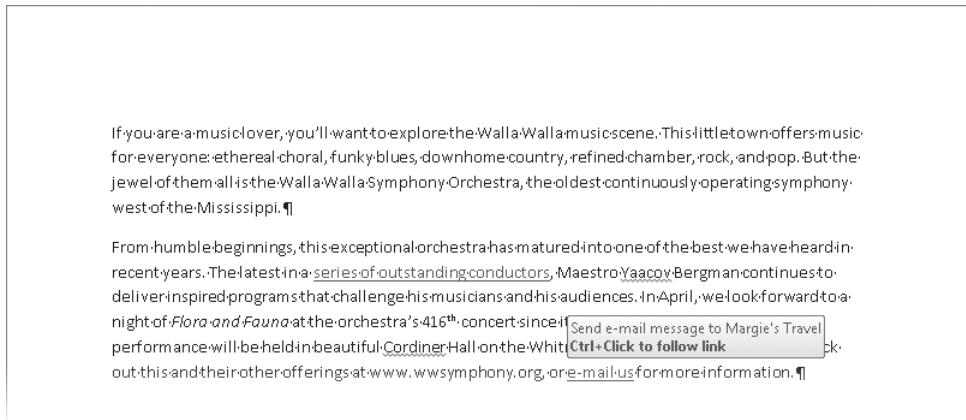 If you are a music lover, you'll want to explore the Walla Walla music scene. This little town offers music
for everyone: ethereal choral, funky blues, downhome country, refined chamber, rock, and pop. But the
jewel of them all is the Walla Walla Symphony Orchestra, the oldest continuously operating symphony
west of the Mississippi. ¶
From humble beginnings, this exceptional orchestra has matured into one of the best we have heard in
recent years. The latest in a series of outstanding conductors, Maestro Yaacov Bergman continues to
deliver inspired programs that challenge his musicians and his audiences. In April, we look forward to a
night of Flora and Fauna at the orchestra's 416th concert since
Send e-mail message to Margie's Travel
performance will be held in beautiful Cordiner Hall on the
Ctrl+Click to follow link
out this and their other offerings at www.wwsymphony.org, or e-mail us for more information. ¶